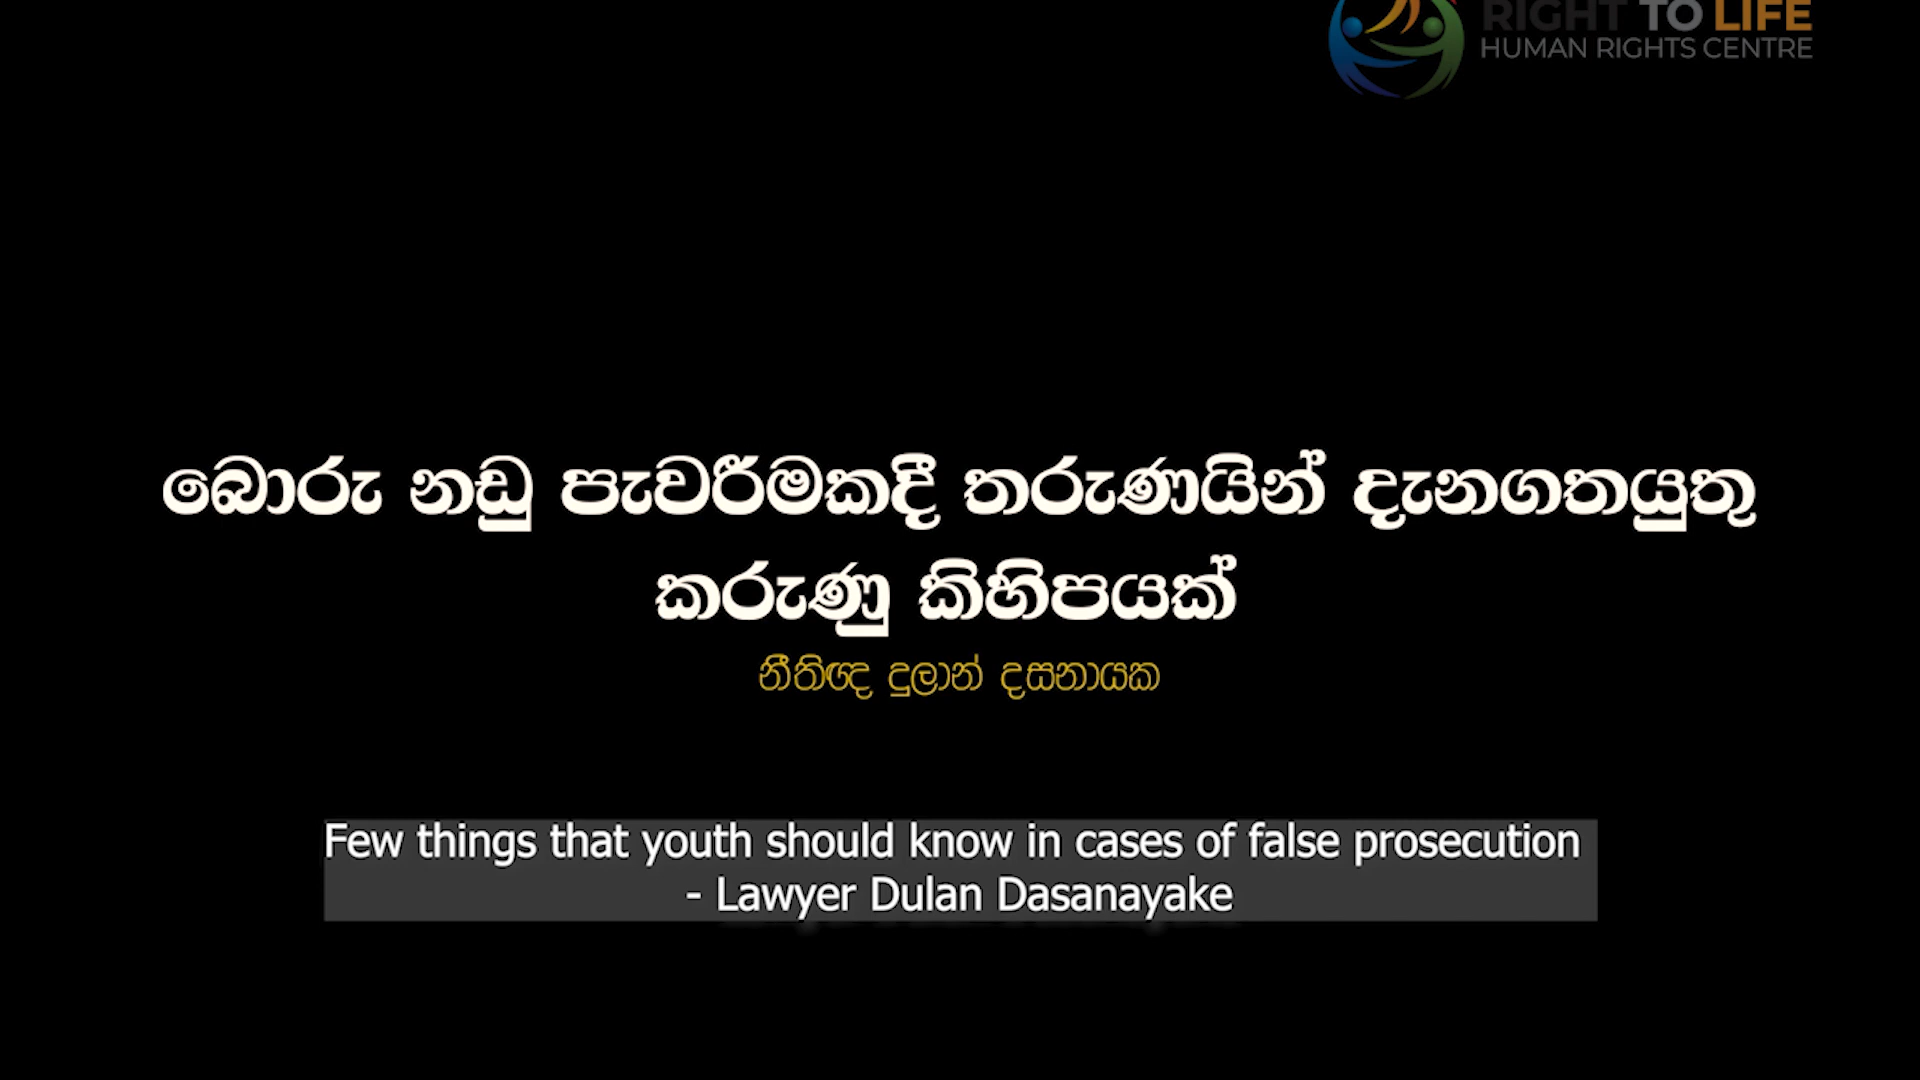 RIGHT TO LIFE
HUMAN RIGHTS CENTRE
බොරු නඩු පැවරීමකදී තරුණයින් දැනගතයුතු
කරුණු කිහිපයක්
නීතිඥ දුලාන් දසනායක
Few things that youth should know in cases of false prosecution
- Lawyer Dulan Dasanayake